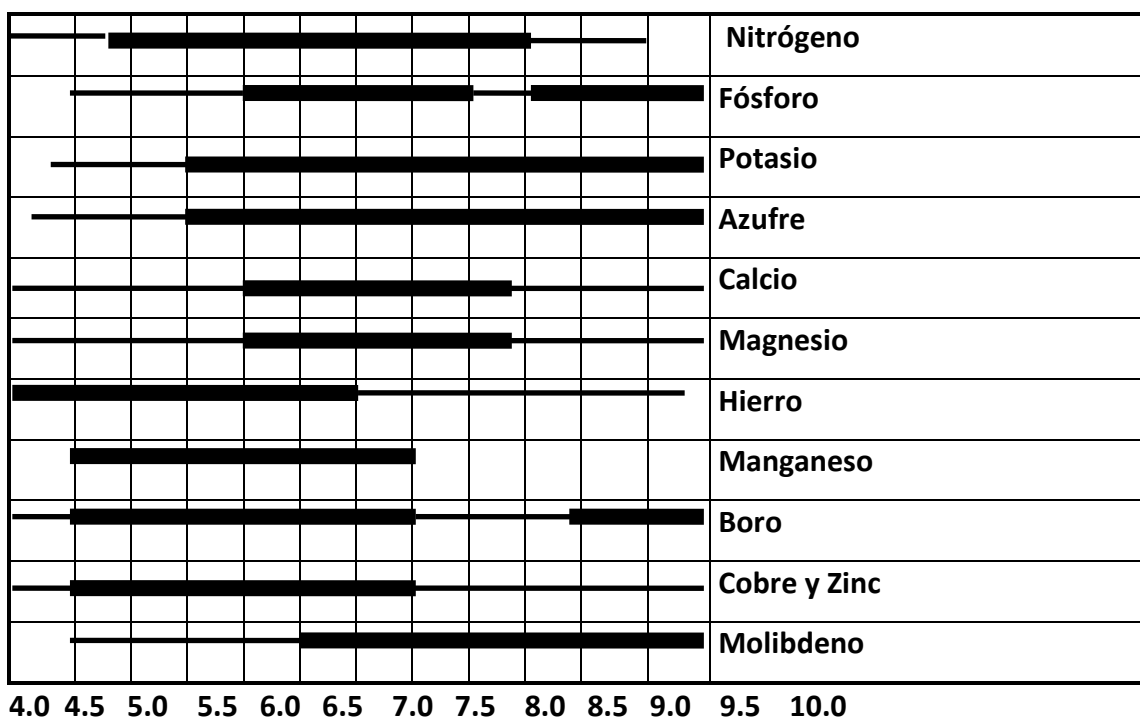 Nitrógeno
Fósforo
Potasio
Azufre
Calcio
Magnesio
Hierro
Manganeso
Boro
Cobre y Zinc
Molibdeno
4.0 4.5 5.0 5.5 6.0 6.5 7.0 7.5 8.0 8.5 9.0 9.5 10.0